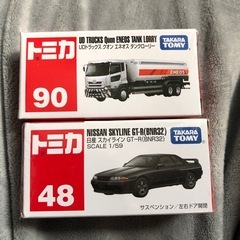 トミカ
90
UD TRUCKS Quon ENEOS TANK LORRY
UDトラックス クオン エネオス タンクローリー
TAKARA TOMY
ENEOS
トミカ
48
NISSAN SKYLINE GT-R(BNR32)
日産 スカイライン GT-R(BNR32)
SCALE 1/59
TAKARA TOMY
サスペンション/左右ドア開閉